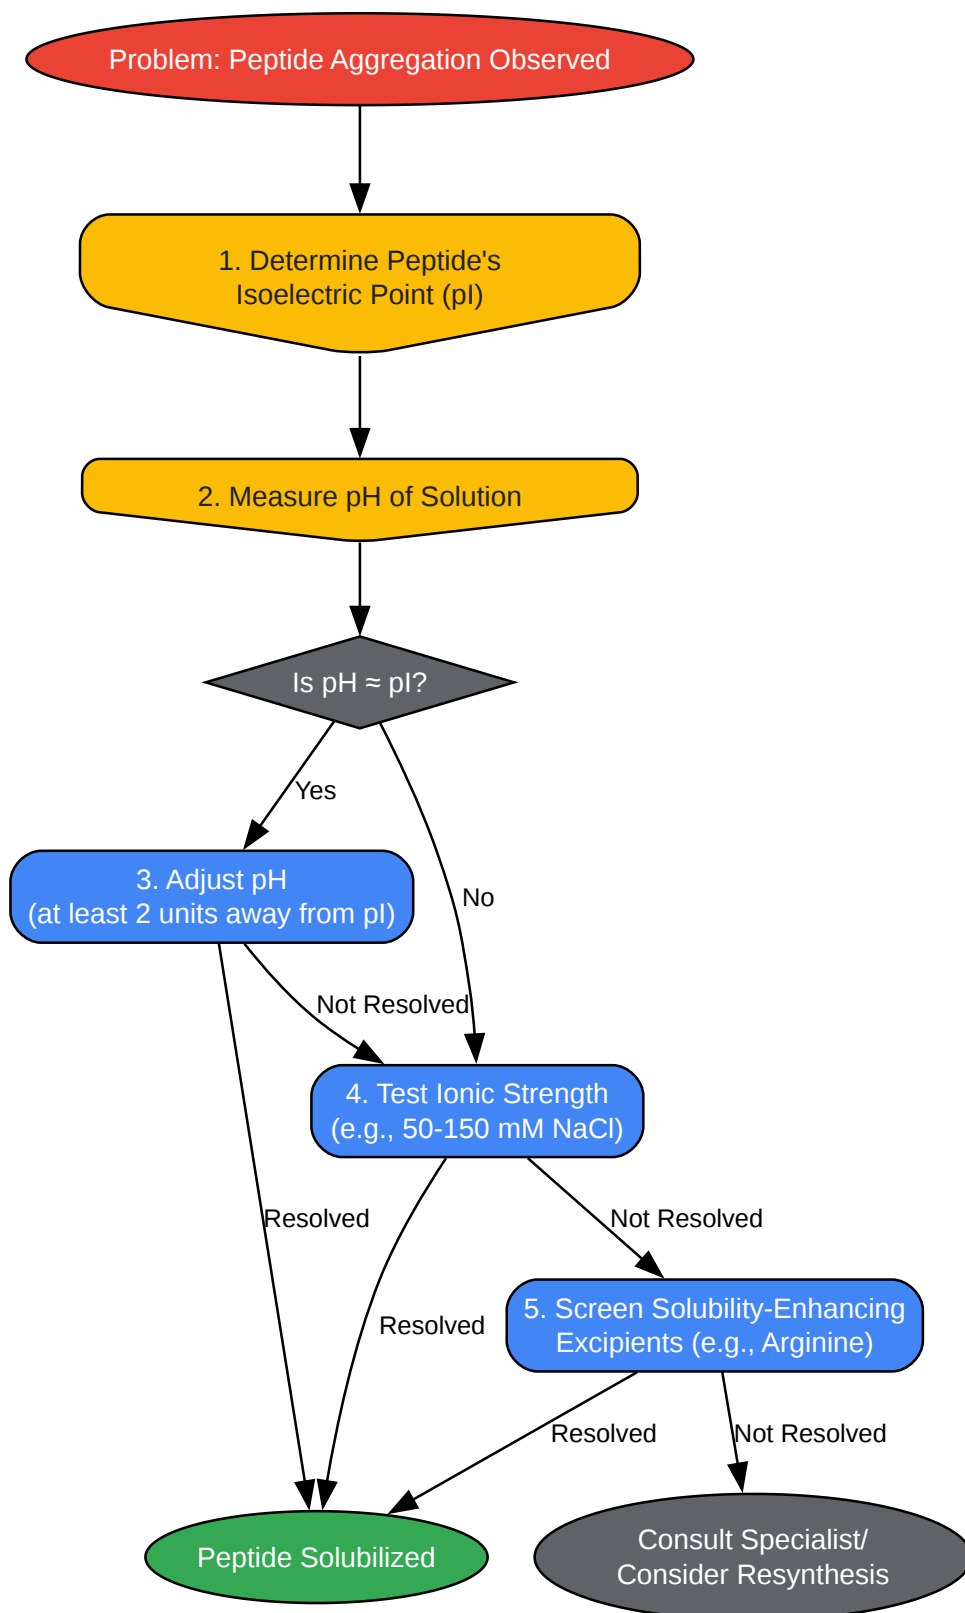 Problem: Peptide Aggregation Observed
1. Determine Peptide's
Isoelectric Point (pI)
2. Measure pH of Solution
Is pH ≈ pI?
Yes
No
3. Adjust pH
(at least 2 units away from pI)
Not Resolved
4. Test Ionic Strength
(e.g., 50-150 mM NaCl)
Resolved
Not Resolved
5. Screen Solubility-Enhancing
Excipients (e.g., Arginine)
Resolved
Resolved
Not Resolved
Peptide Solubilized
Consult Specialist/
Consider Resynthesis